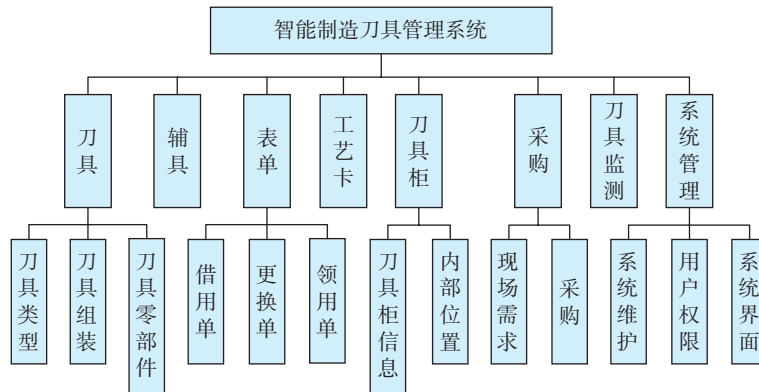 智能制造刀具管理系统
刀具
辅具
表单
工艺卡
刀具柜
采购
刀具监测
系统管理
刀具类型
刀具组装
刀具零部件
借用单
更换单
领用单
刀具柜信息
内部位置
现场需求
采购
系统维护
用户权限
系统界面